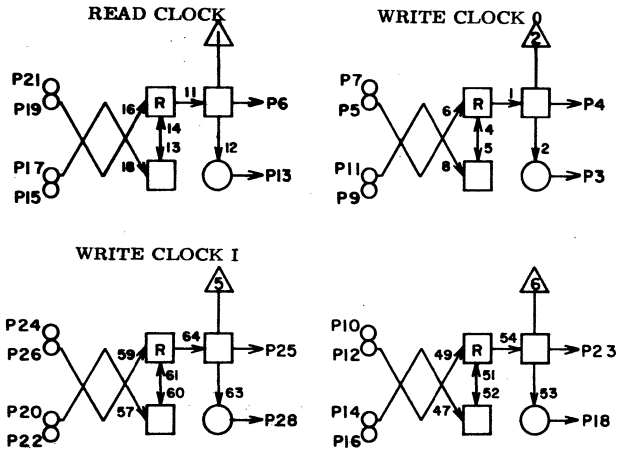 READ CLOCK
1
P21
P19
P17
P15
16
R
11
P6
14
13
18
12
P13
WRITE CLOCK 0
2
P7
P5
P11
P9
6
R
1
P4
4
5
8
2
P3
WRITE CLOCK I
5
P24
P26
P20
P22
59
R
64
P25
61
60
57
63
P28
6
P10
P12
P14
P16
49
R
54
P23
51
52
47
53
P18